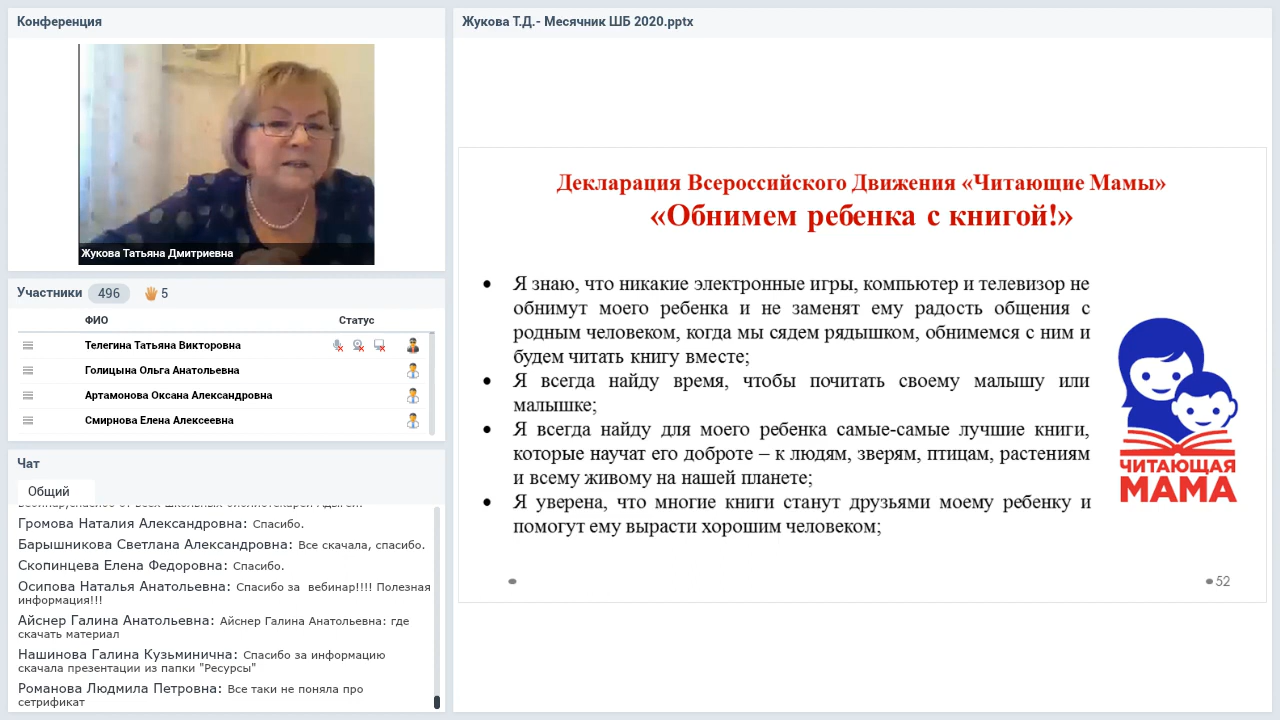 Конференция
Жукова Татьяна Дмитриевна
Участники 496 5
ФИО Статус
Телегина Татьяна Викторовна
Голицына Ольга Анатольевна
Артамонова Оксана Александровна
Смирнова Елена Алексеевна
Чат
Общий
Громова Наталия Александровна: Спасибо.
Барышникова Светлана Александровна: Все скачала, спасибо.
Скопинцева Елена Федоровна: Спасибо.
Осипова Наталья Анатольевна: Спасибо за вебинар!!!! Полезная
информация!!!
Айснер Галина Анатольевна: Айснер Галина Анатольевна: где
скачать материал
Нашинова Галина Кузьминична: Спасибо за информацию
скачала презентации из папки "Ресурсы"
Романова Людмила Петровна: Все таки не поняла про
сетрификат
Жукова Т.Д.- Месячник ШБ 2020.pptx
Декларация Всероссийского Движения «Читающие Мамы»
«Обнимем ребенка с книгой!»
• Я знаю, что никакие электронные игры, компьютер и телевизор не
обнимут моего ребенка и не заменят ему радость общения с
родным человеком, когда мы сядем рядышком, обнимемся с ним и
будем читать книгу вместе;
• Я всегда найду время, чтобы почитать своему малышу или
малышке;
• Я всегда найду для моего ребенка самые-самые лучшие книги,
которые научат его доброте – к людям, зверям, птицам, растениям
и всему живому на нашей планете;
• Я уверена, что многие книги станут друзьями моему ребенку и
помогут ему вырасти хорошим человеком;
ЧИТАЮЩАЯ
МАМА
52